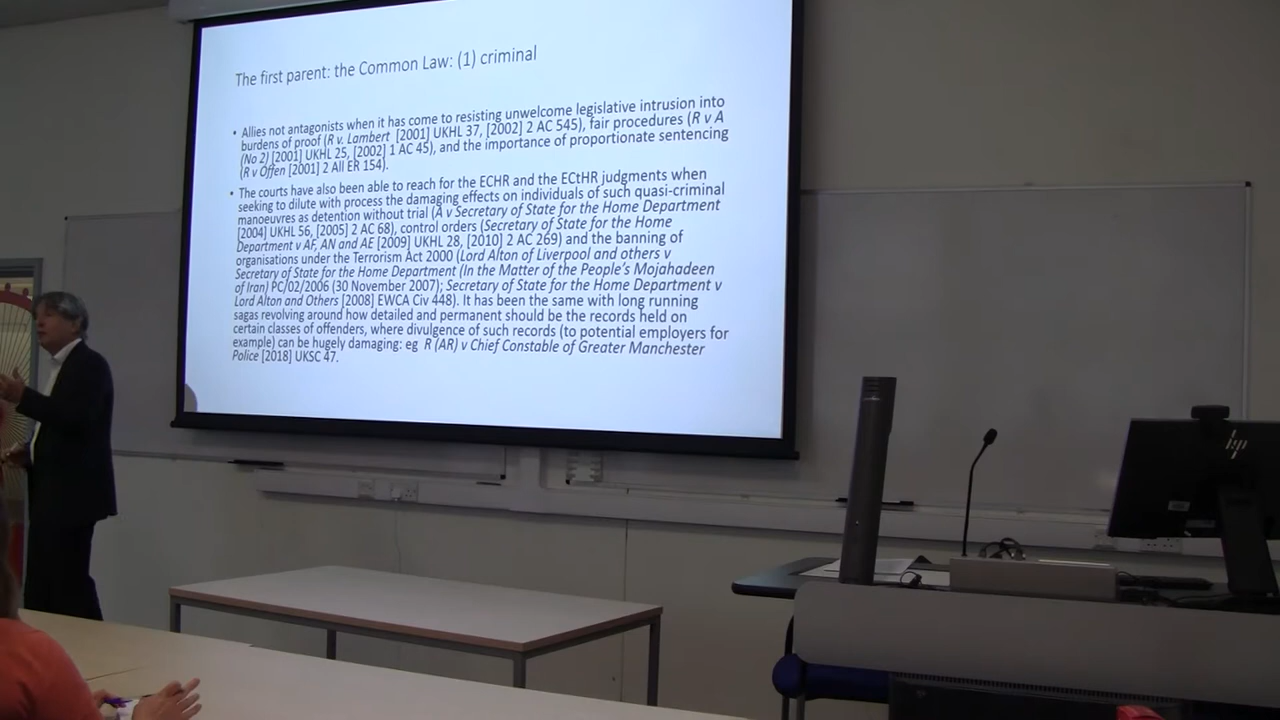 The first parent: the Common Law: (1) criminal
• Allies not antagonists when it has come to resisting unwelcome legislative intrusion into
burdens of proof (R v. Lambert [2001] UKHL 37, [2002] 2 AC 545), fair procedures (R v A
(No 2) [2001] UKHL 25, [2002] 1 AC 45), and the importance of proportionate sentencing
(R v Offen [2001] 2 All ER 154).
• The courts have also been able to reach for the ECHR and the ECtHR judgments when
seeking to dilute with process the damaging effects on individuals of such quasi-criminal
manoeuvres as detention without trial (A v Secretary of State for the Home Department
[2004] UKHL 56, [2005] 2 AC 68), control orders (Secretary of State for the Home
Department v AF, AN and AE [2009] UKHL 28, [2010] 2 AC 269) and the banning of
organisations under the Terrorism Act 2000 (Lord Alton of Liverpool and others v
Secretary of State for the Home Department (In the Matter of the People's Mojahadeen
of Iran) PC/02/2006 (30 November 2007); Secretary of State for the Home Department v
Lord Alton and Others [2008] EWCA Civ 448). It has been the same with long running
sagas revolving around how detailed and permanent should be the records held on
certain classes of offenders, where divulgence of such records (to potential employers for
example) can be hugely damaging: eg R (AR) v Chief Constable of Greater Manchester
Police [2018] UKSC 47.
hp